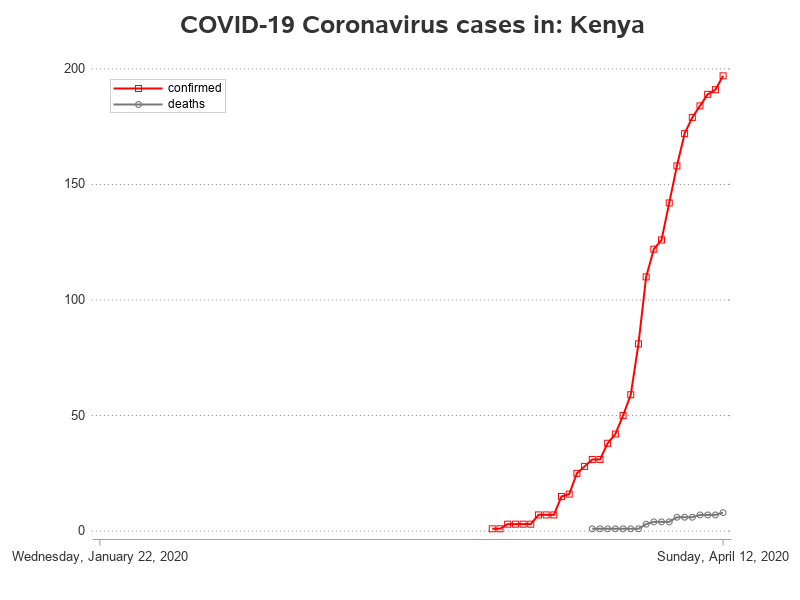 COVID-19 Coronavirus cases in: Kenya
200
confirmed
deaths
150
100
50
0
Wednesday, January 22, 2020 Sunday, April 12, 2020